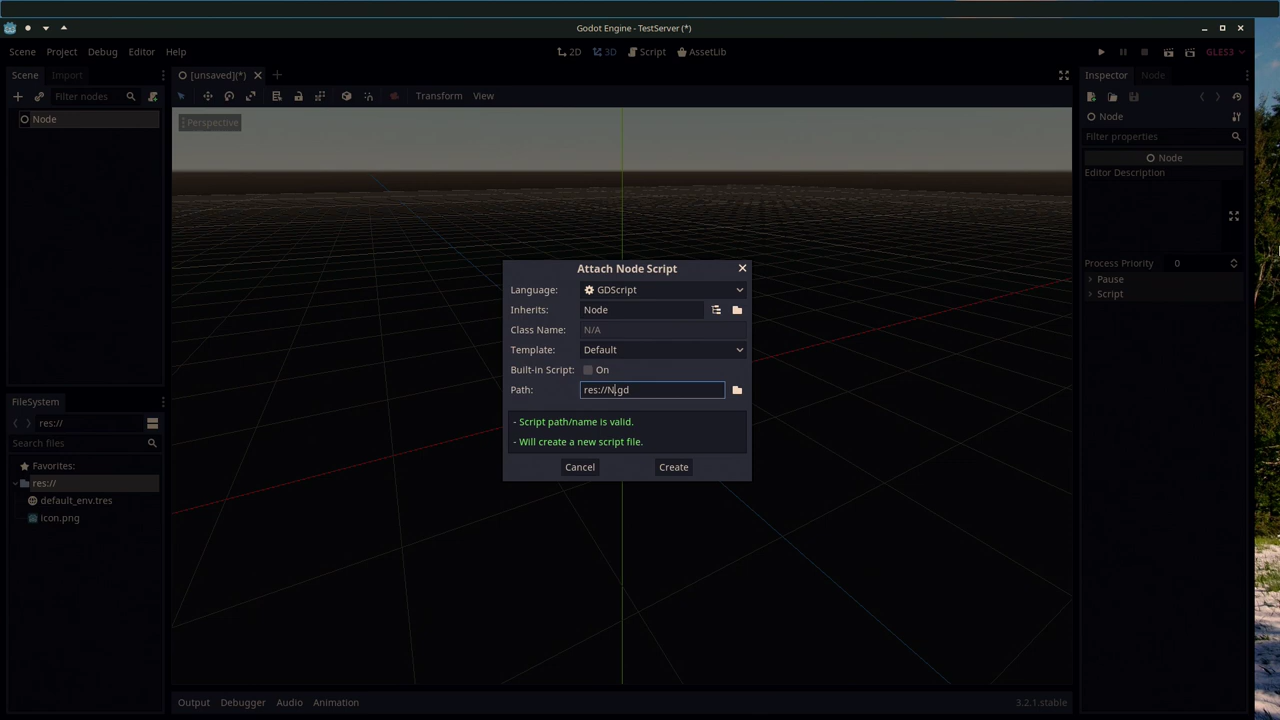 Godot Engine - TestServer (*)
Scene Project Debug Editor Help
2D 3D Script AssetLib
GLES3
Scene Import
[unsaved](*)
Inspector Node
Filter nodes
Transform View
Node
Perspective
Node
Filter properties
Node
Editor Description
Process Priority 0
Pause
Script
Attach Node Script
Language: GDScript
Inherits: Node
Class Name: N/A
Template: Default
Built-in Script: On
Path: res://N.gd
- Script path/name is valid.
- Will create a new script file.
Cancel Create
FileSystem
res://
Search files
Favorites:
res://
default_env.tres
icon.png
Output Debugger Audio Animation
3.2.1.stable